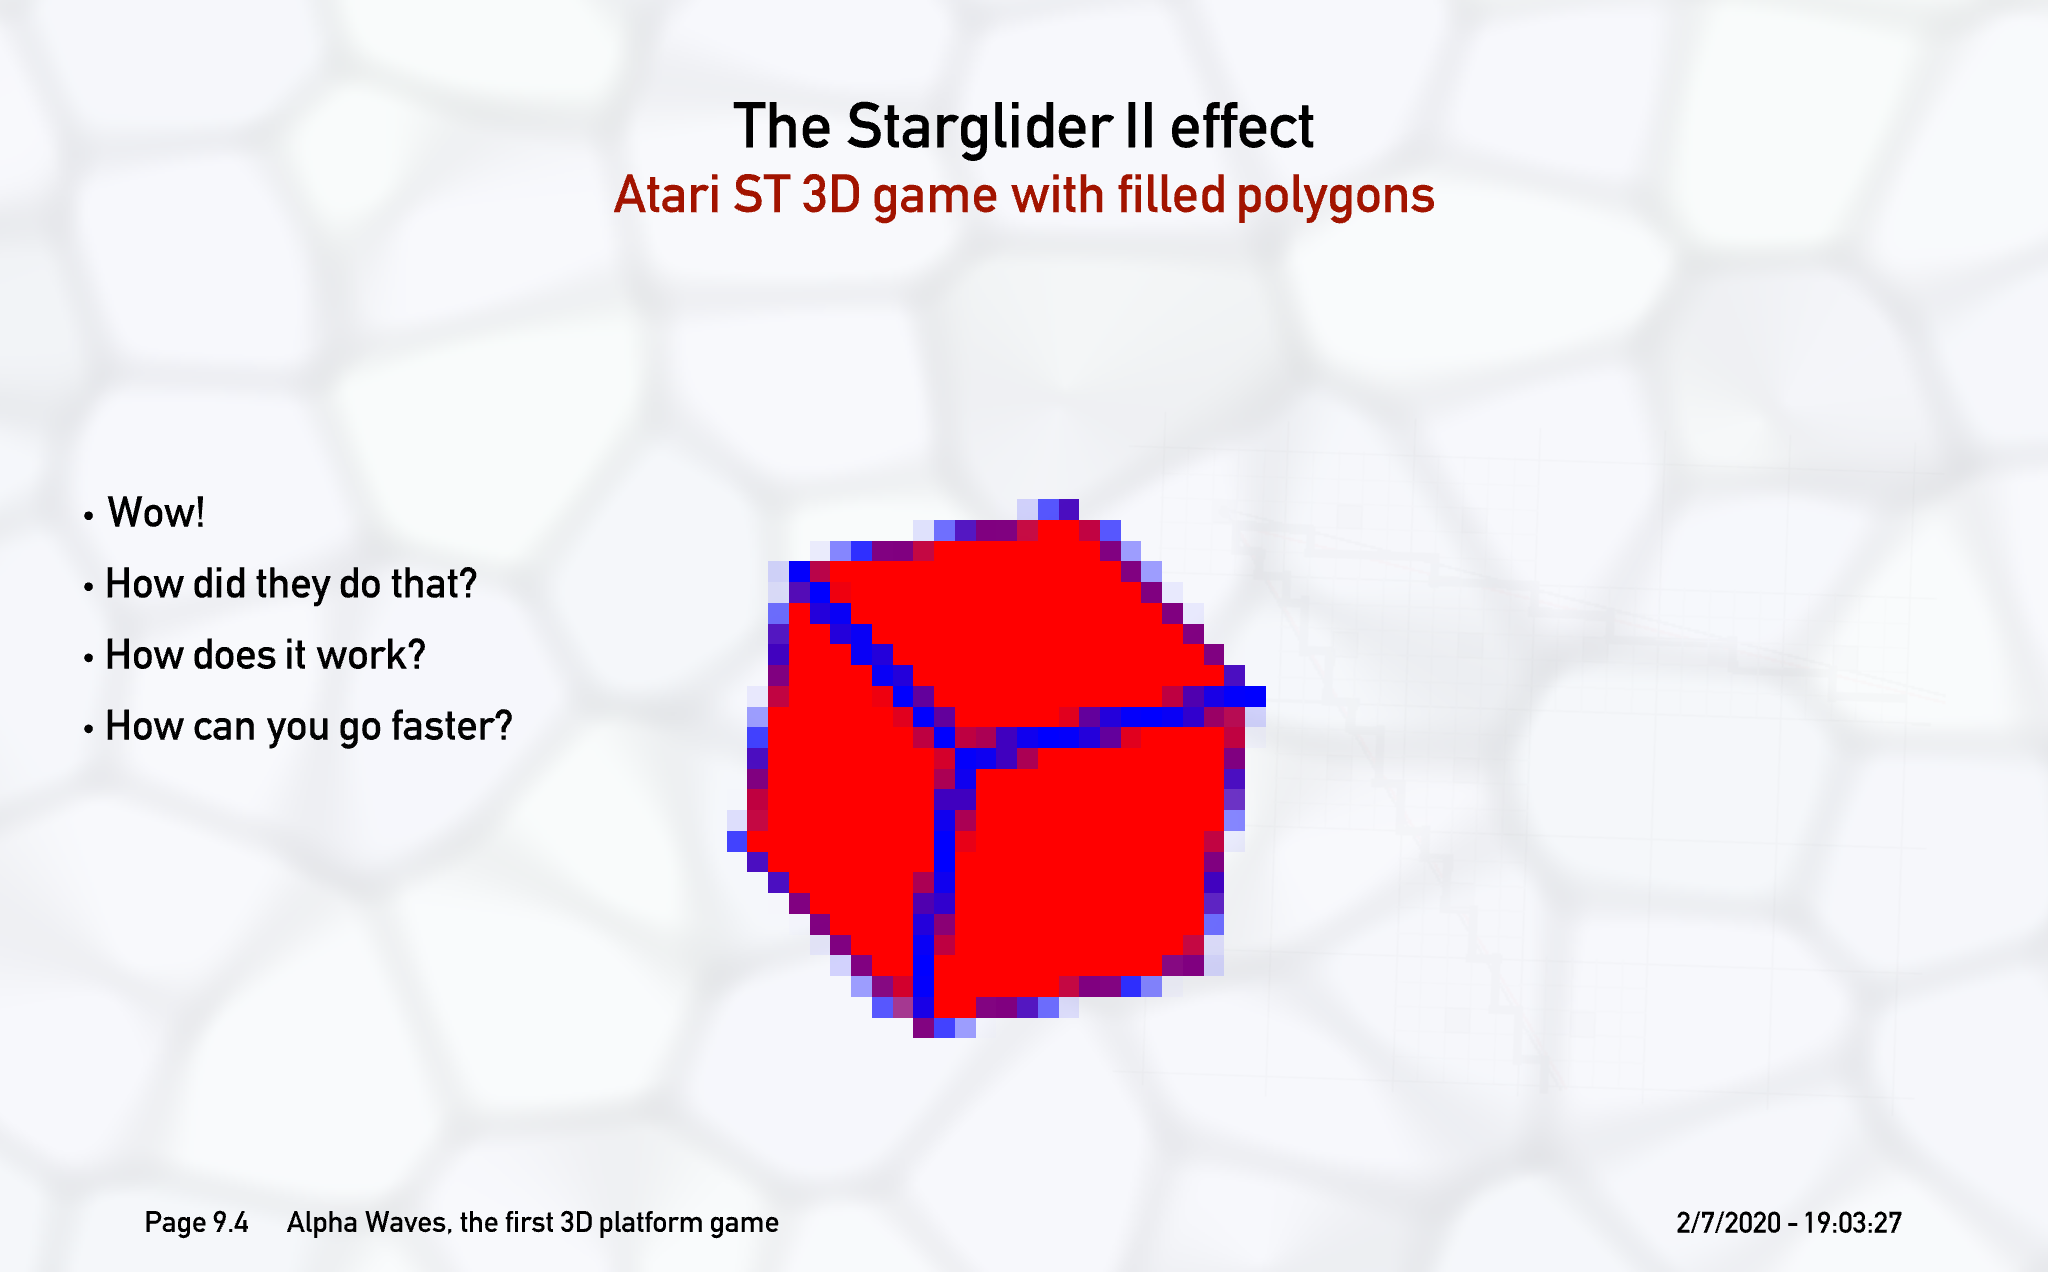 The Starglider II effect
Atari ST 3D game with filled polygons
• Wow!
• How did they do that?
• How does it work?
• How can you go faster?
Page 9.4 Alpha Waves, the first 3D platform game 2/7/2020 - 19:03:27